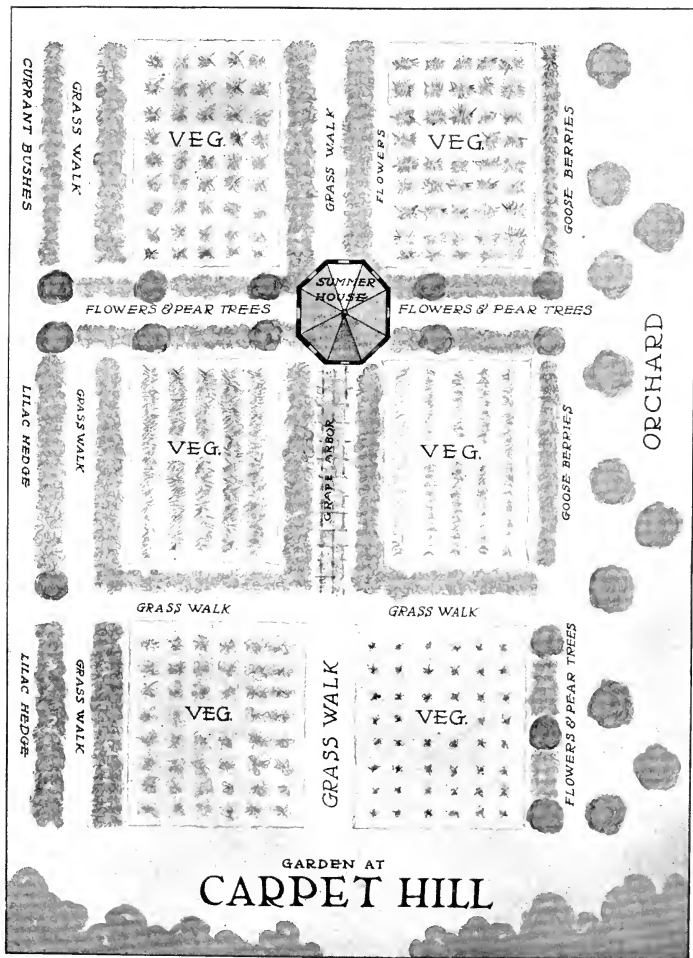 CURRANT BUSHES
GRASS WALK
VEG.
GRASS WALK
FLOWERS
VEG.
GOOSE BERRIES
SUMMER
HOUSE
FLOWERS & PEAR TREES
FLOWERS & PEAR TREES
ORCHARD
LILAC HEDGE
GRASS WALK
VEG.
GRAPE ARBOR
VEG.
GOOSE BERRIES
GRASS WALK
GRASS WALK
LILAC HEDGE
GRASS WALK
VEG.
GRASS WALK
VEG.
FLOWERS & PEAR TREES
GARDEN AT
CARPET HILL